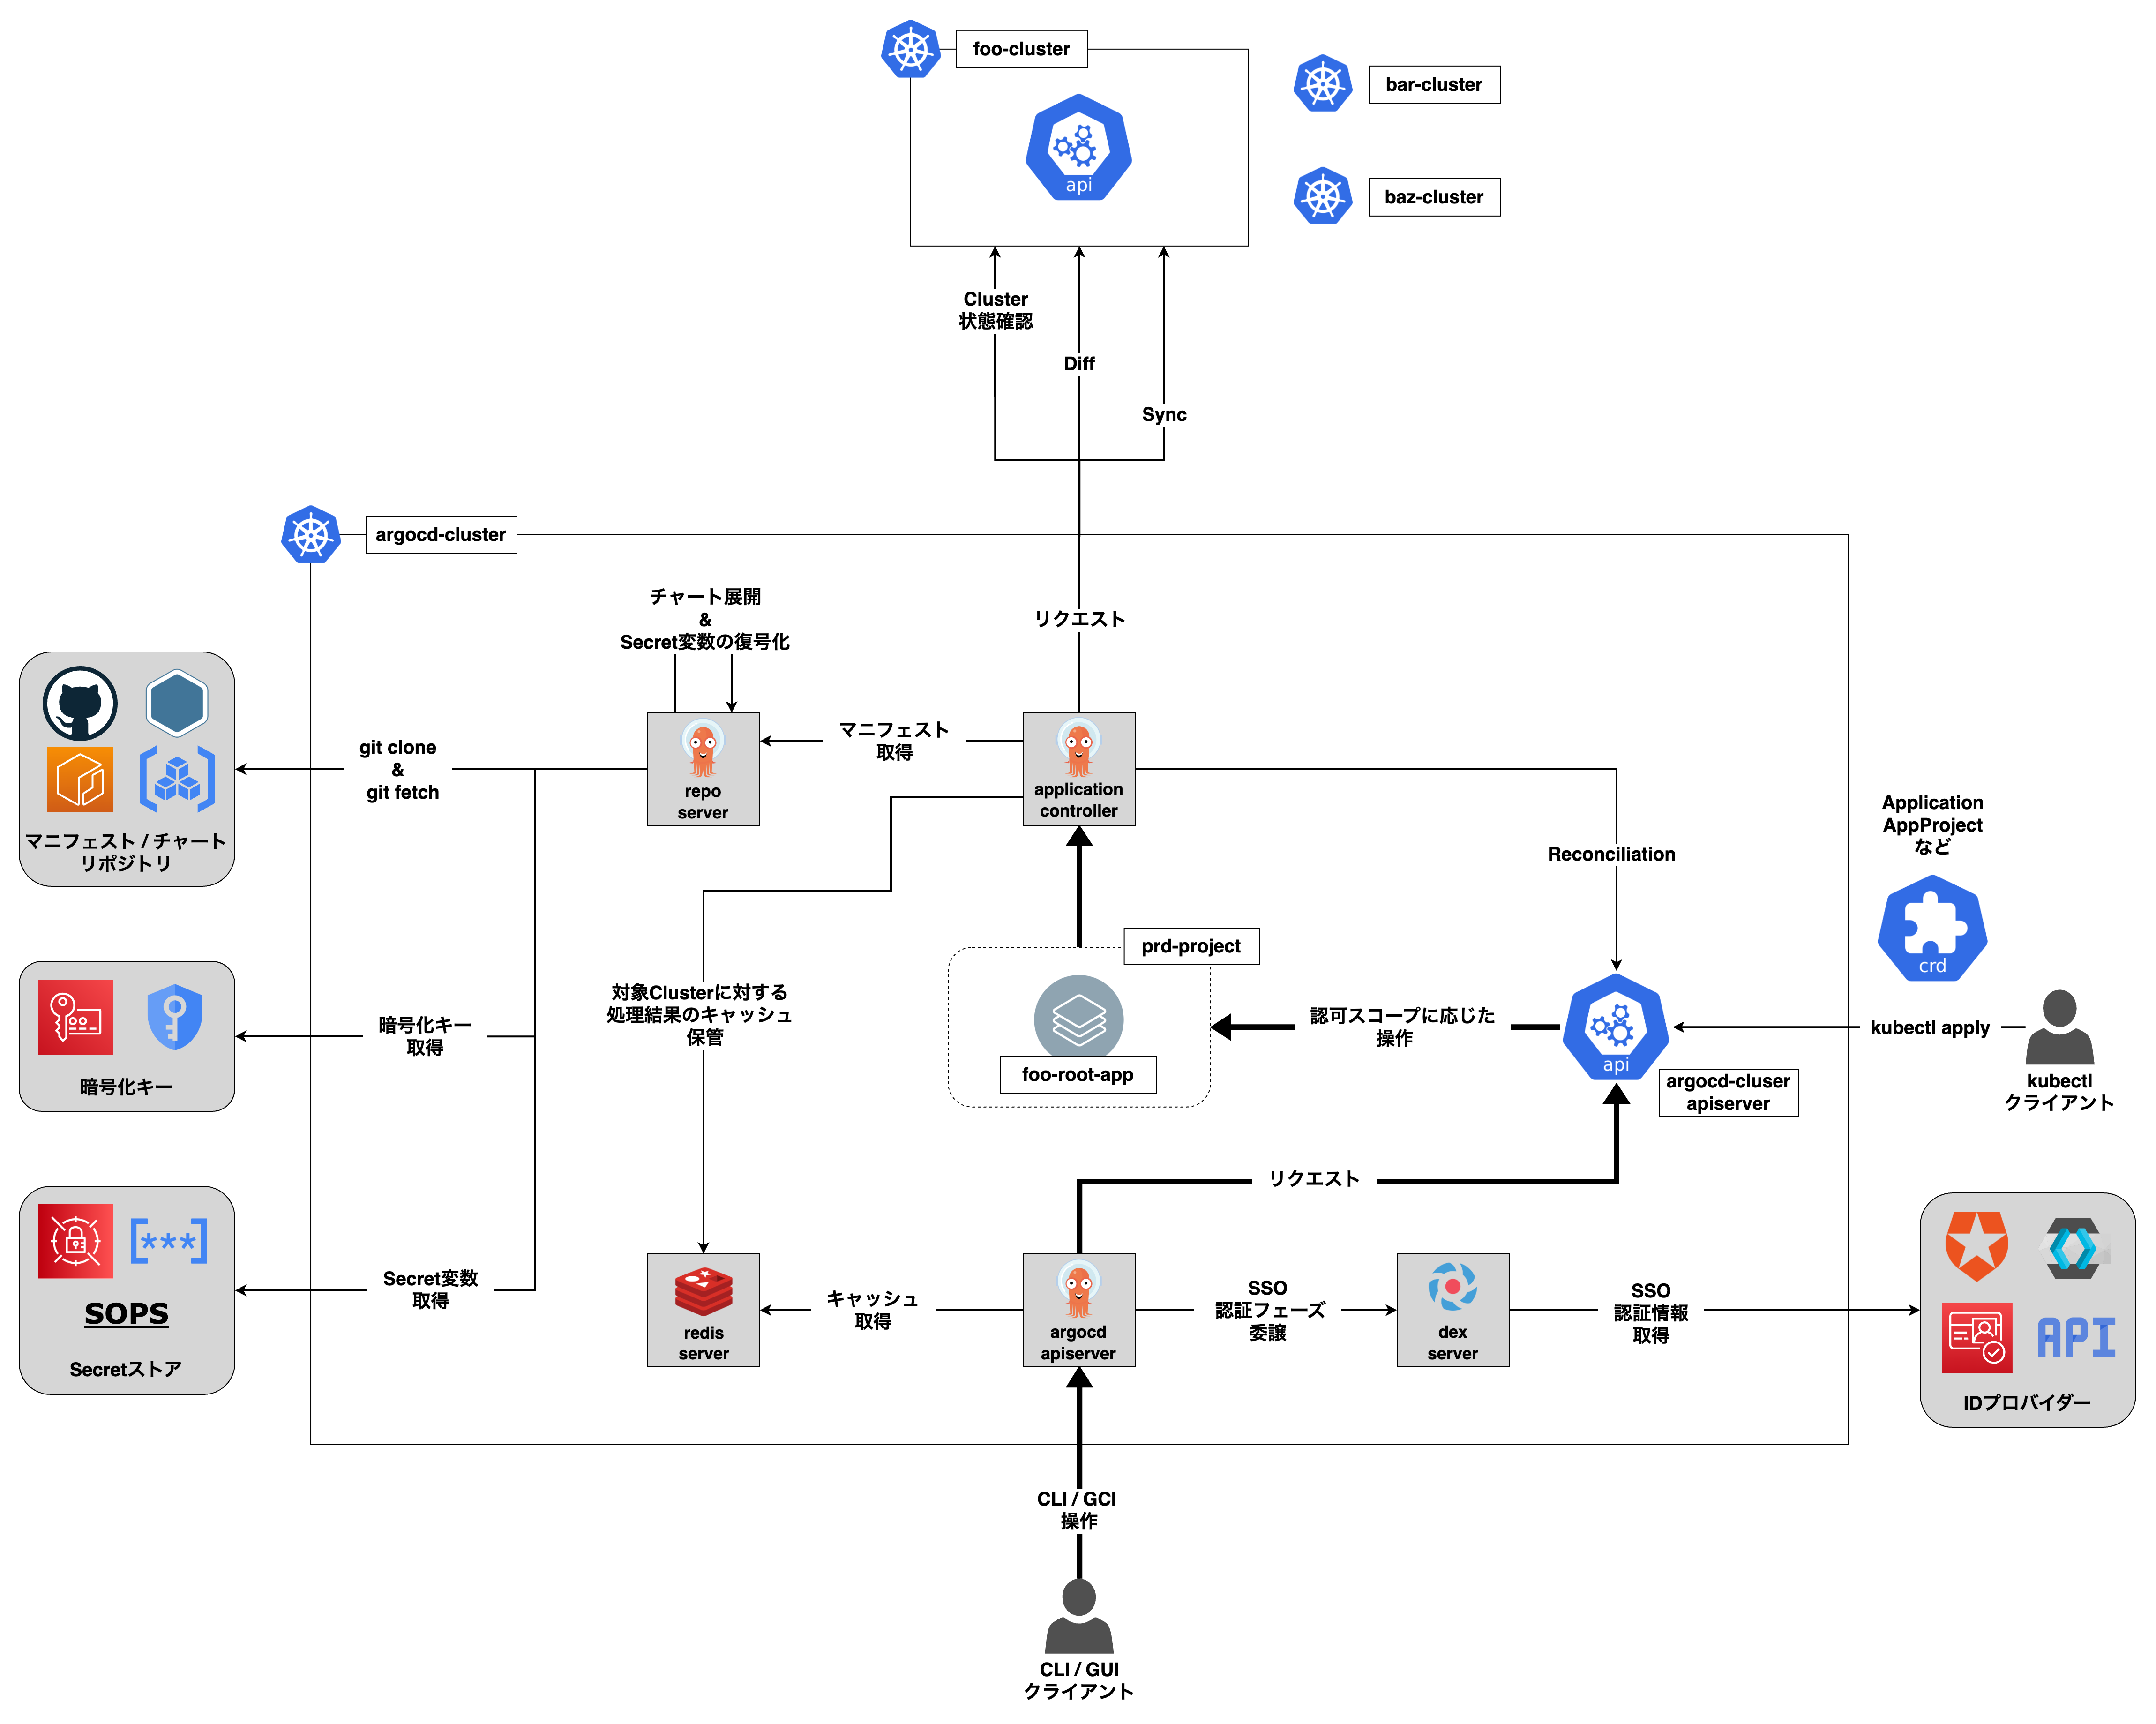 foo-cluster
bar-cluster
api
baz-cluster
Cluster
状態確認
Diff
Sync
argocd-cluster
チャート展開
&
Secret変数の復号化
リクエスト
マニフェスト
取得
git clone
&
git fetch
repo
server
application
controller
マニフェスト / チャート
リポジトリ
Application
AppProject
など
Reconciliation
crd
prd-project
対象Clusterに対する
処理結果のキャッシュ
保管
認可スコープに応じた
操作
kubectl apply
暗号化キー
取得
foo-root-app
api
argocd-cluser
apiserver
kubectl
クライアント
暗号化キー
リクエスト
[***]
SOPS
Secretストア
Secret変数
取得
redis
server
キャッシュ
取得
argocd
apiserver
SSO
認証フェーズ
委譲
dex
server
SSO
認証情報
取得
API
IDプロバイダー
CLI / GCI
操作
CLI / GUI
クライアント